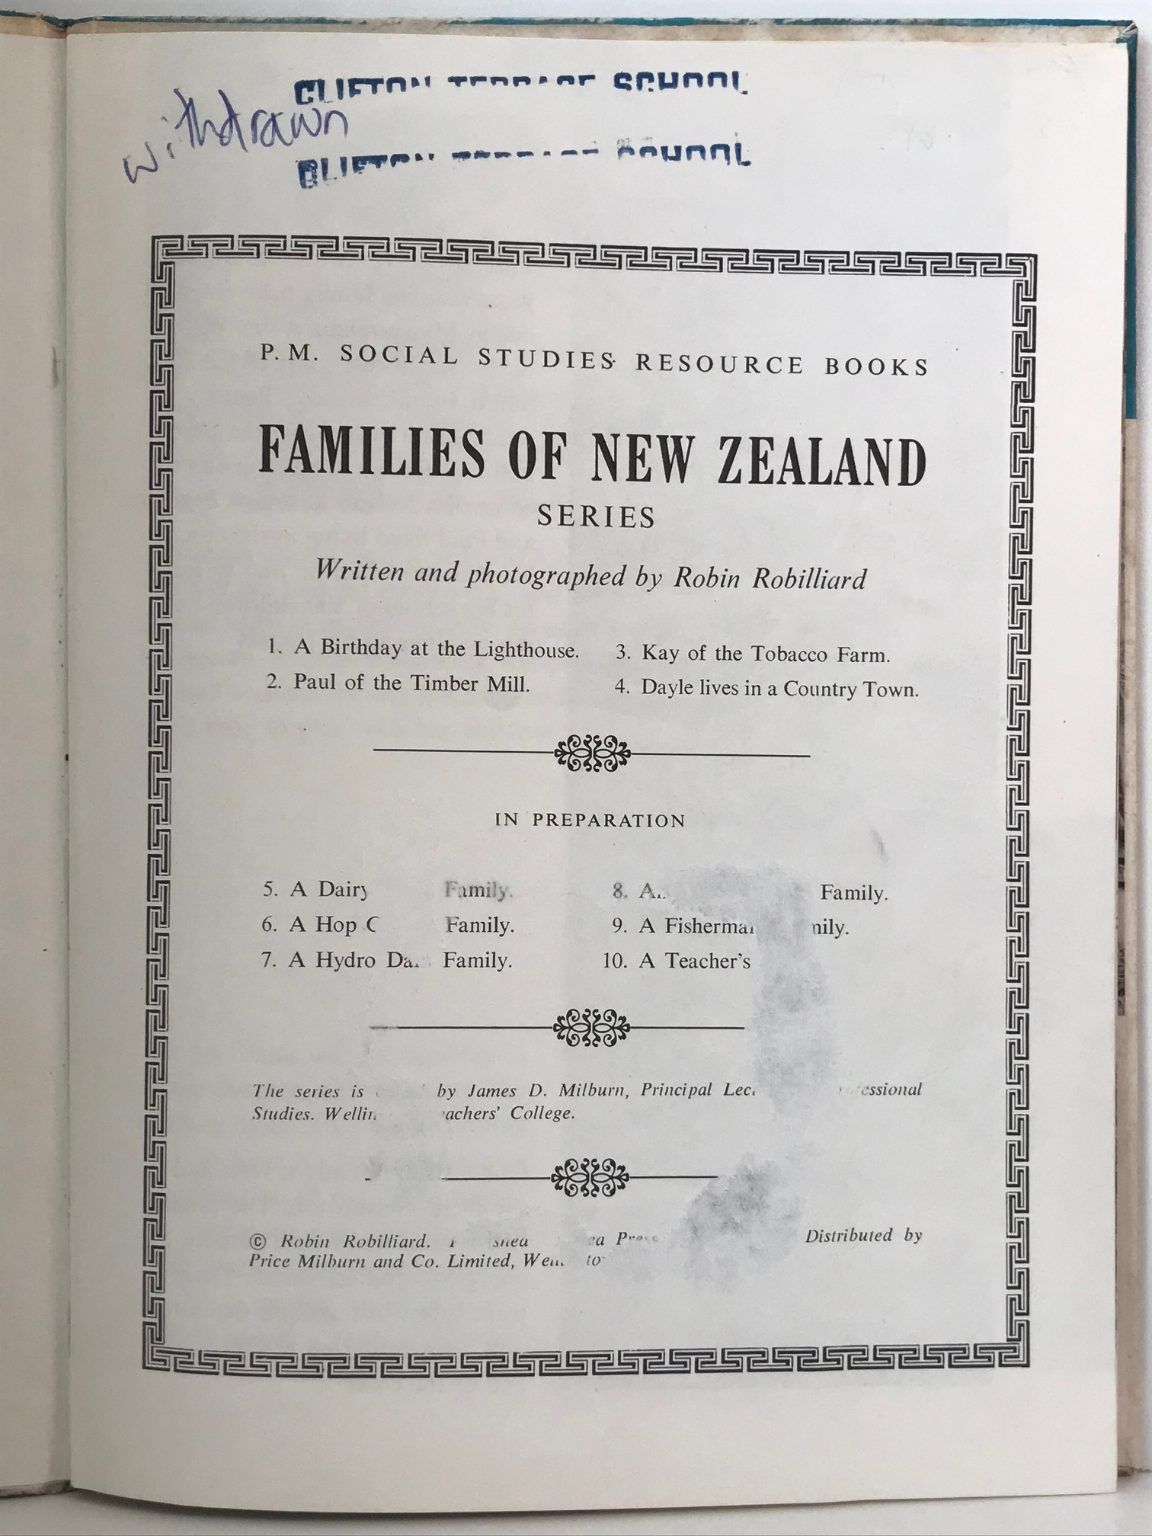 CLIFTON TERRACE SCHOOL
withdrawn
CLIFTON TERRACE SCHOOL
P. M. SOCIAL STUDIES RESOURCE BOOKS
FAMILIES OF NEW ZEALAND
SERIES
Written and photographed by Robin Robilliard
1. A Birthday at the Lighthouse.
2. Paul of the Timber Mill.
3. Kay of the Tobacco Farm.
4. Dayle lives in a Country Town.
IN PREPARATION
5. A Dairy Family.
6. A Hop Family.
7. A Hydro Family.
8. Family.
9. A
10. A Teacher's
The series is by James D. Milburn, Principal
Studies. College.
© Robin Robilliard. Distributed by
Price Milburn and Co. Limited,